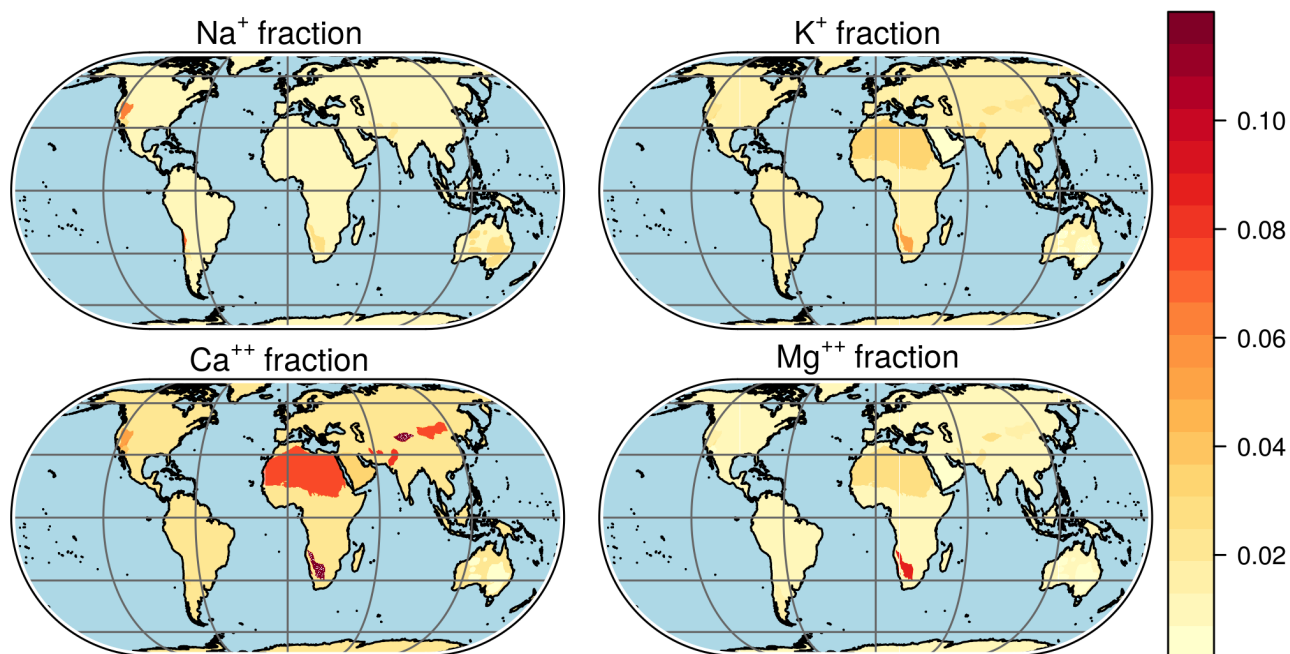 Na⁺ fraction
K⁺ fraction
Ca⁺⁺ fraction
Mg⁺⁺ fraction
0.10
0.08
0.06
0.04
0.02